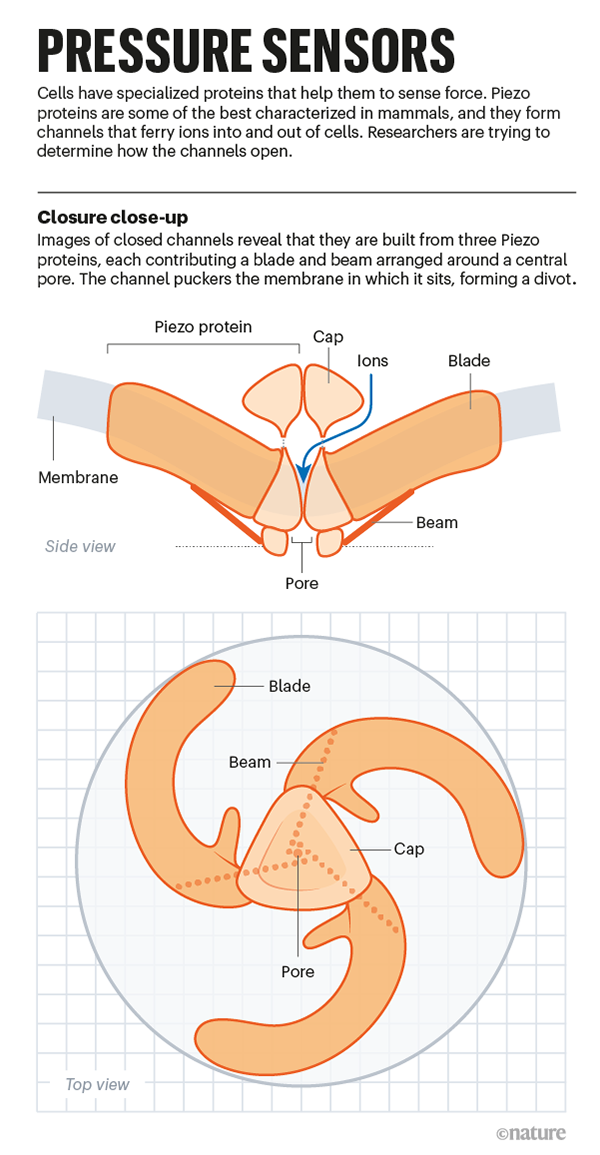 PRESSURE SENSORS
Cells have specialized proteins that help them to sense force. Piezo
proteins are some of the best characterized in mammals, and they form
channels that ferry ions into and out of cells. Researchers are trying to
determine how the channels open.
Closure close-up
Images of closed channels reveal that they are built from three Piezo
proteins, each contributing a blade and beam arranged around a central
pore. The channel puckers the membrane in which it sits, forming a divot.
Piezo protein
Cap
Ions
Blade
Membrane
Beam
Side view
Pore
Blade
Beam
Cap
Pore
Top view
©nature